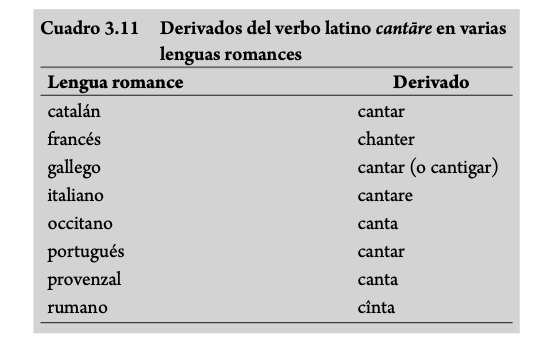 Cuadro 3.11 Derivados del verbo latino cantāre en varias
lenguas romances
Lengua romance Derivado
catalán cantar
francés chanter
gallego cantar (o cantigar)
italiano cantare
occitano canta
portugués cantar
provenzal canta
rumano cînta